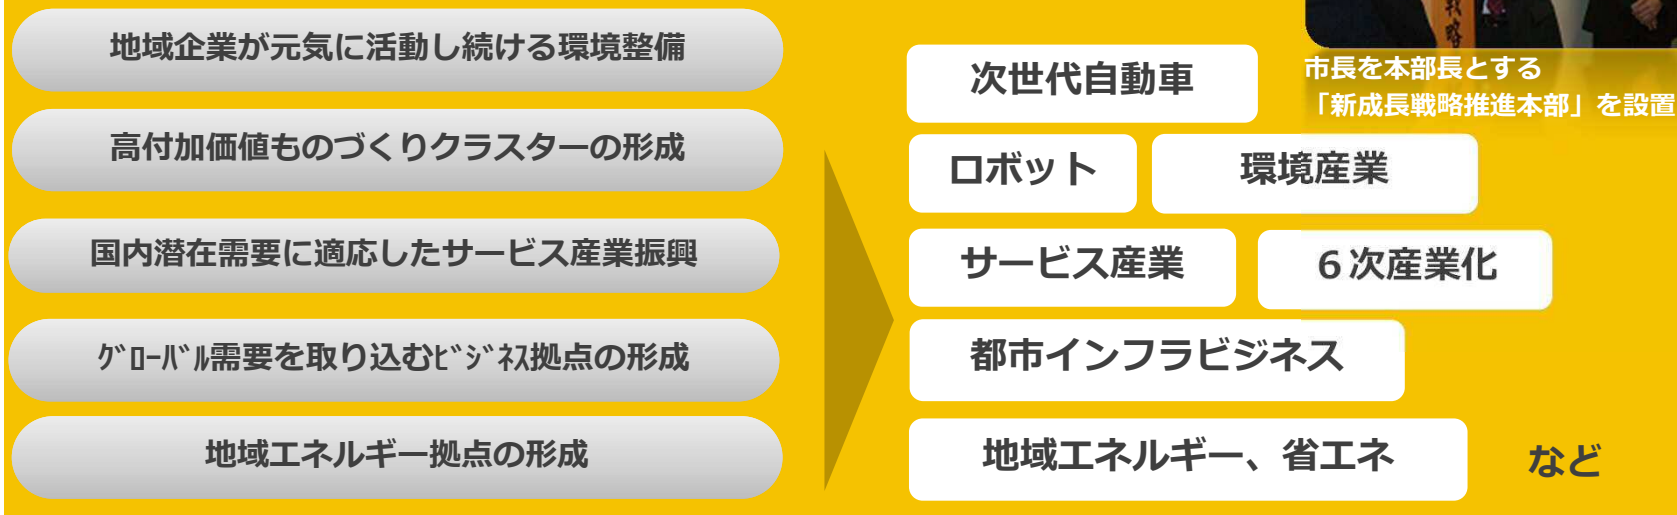 地域企業が元気に活動し続ける環境整備
高付加価値ものづくりクラスターの形成
国内潜在需要に適応したサービス産業振興
ｸﾞﾛｰﾊﾞﾙ需要を取り込むﾋﾞｼﾞﾈｽ拠点の形成
地域エネルギー拠点の形成
戦略
市長を本部長とする
「新成長戦略推進本部」を設置
次世代自動車
ロボット
環境産業
サービス産業
６次産業化
都市インフラビジネス
地域エネルギー、省エネ
など